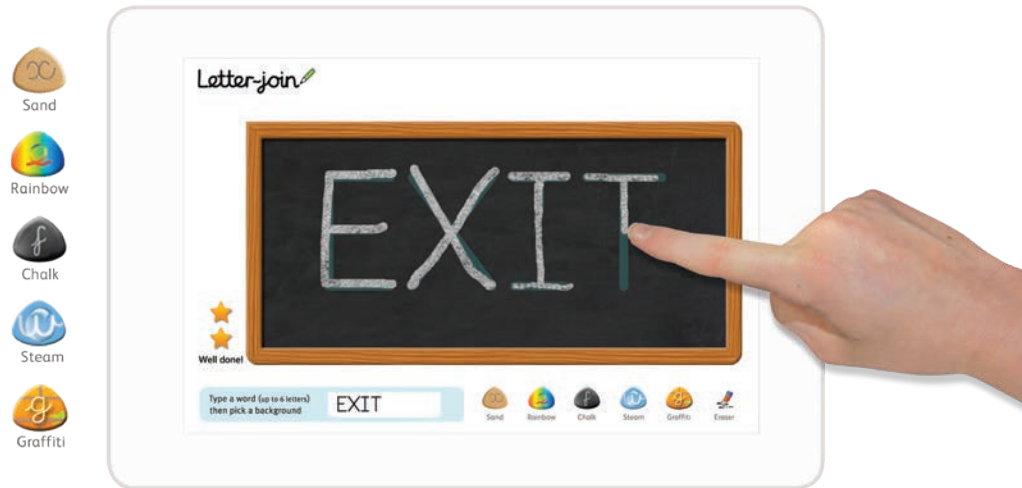 Sand
Rainbow
Chalk
Steam
Graffiti
Letter-join
EXIT
Well done!
Type a word (up to 6 letters)
then pick a background
EXIT
Sand
Rainbow
Chalk
Steam
Graffiti
Eraser